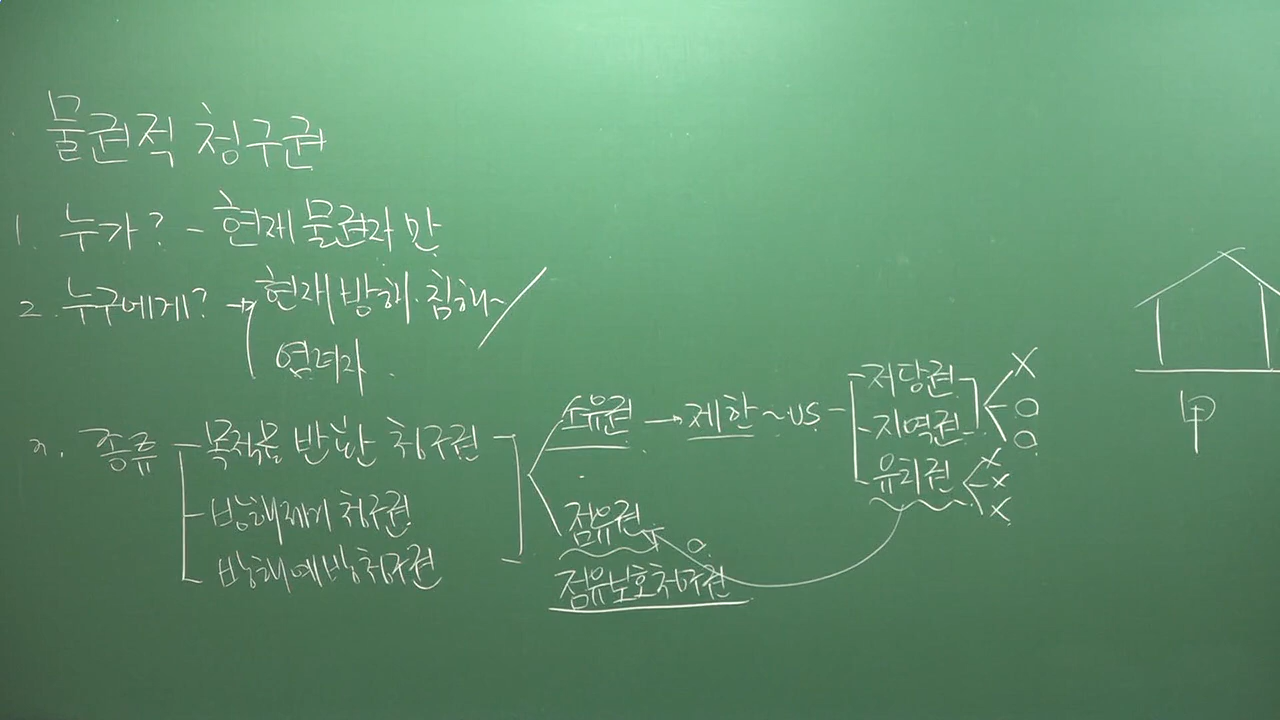 물권적 청구권
1. 누가? - 현재 물권자 만
2. 누구에게? → 현재 방해·침해~
염려자.
3. 종류 - 목적물 반환 청구권
- 방해제거 청구권
- 방해예방청구권
소유권 → 제한~ vs - 저당권 X
지역권 O O
유치권 X X X
점유권
O
점유보호청구권
甲